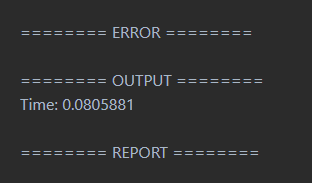 ======== ERROR ========
======== OUTPUT ========
Time: 0.0805881
======== REPORT ========